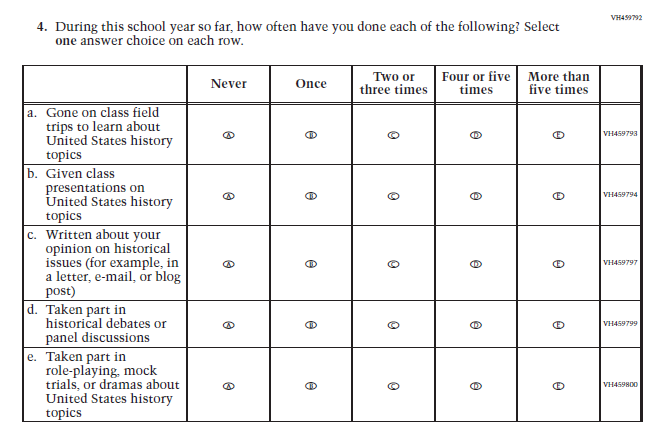 VH459792
4. During this school year so far, how often have you done each of the following? Select
one answer choice on each row.
Never Once Two or three times Four or five times More than five times
a. Gone on class field
trips to learn about
United States history
topics
A B C D E VH459793
b. Given class
presentations on
United States history
topics
A B C D E VH459794
c. Written about your
opinion on historical
issues (for example, in
a letter, e-mail, or blog
post)
A B C D E VH459797
d. Taken part in
historical debates or
panel discussions
A B C D E VH459799
e. Taken part in
role-playing, mock
trials, or dramas about
United States history
topics
A B C D E VH459800